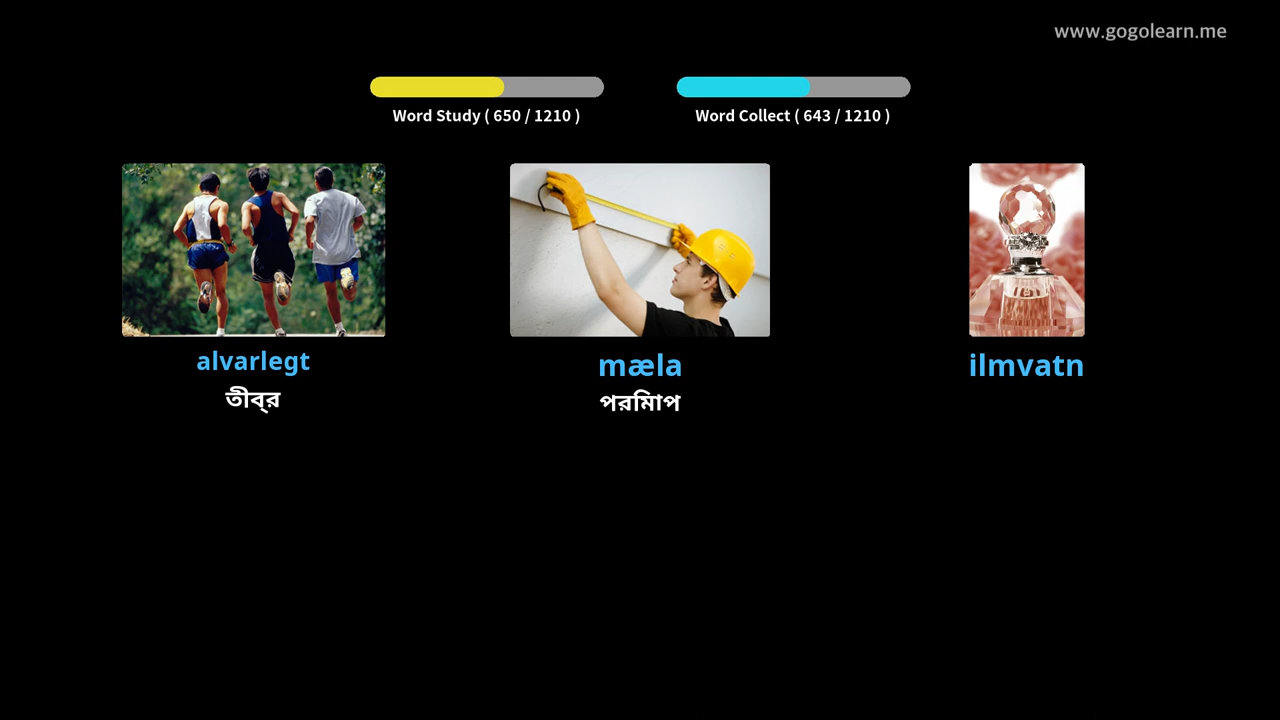 www.gogolearn.me
Word Study ( 650 / 1210 )
Word Collect ( 643 / 1210 )
alvarlegt
mæla
ilmvatn
তীব্র
পরিমাপ